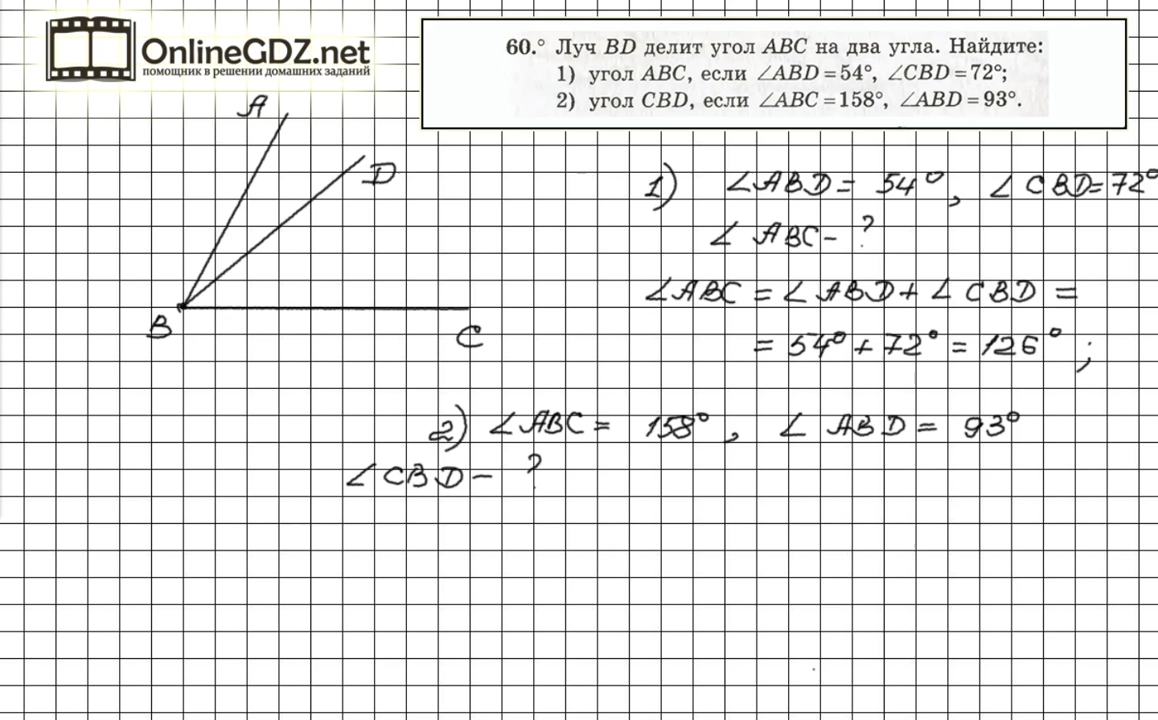 OnlineGDZ.net
помощник в решении домашних заданий
60.° Луч BD делит угол ABC на два угла. Найдите:
1) угол ABC, если ∠ABD = 54°, ∠CBD = 72°;
2) угол CBD, если ∠ABC = 158°, ∠ABD = 93°.
A
D
B
C
1) ∠ABD = 54°, ∠CBD = 72°
∠ABC – ?
∠ABC = ∠ABD + ∠CBD =
= 54° + 72° = 126° ;
2) ∠ABC = 158°, ∠ABD = 93°
∠CBD – ?